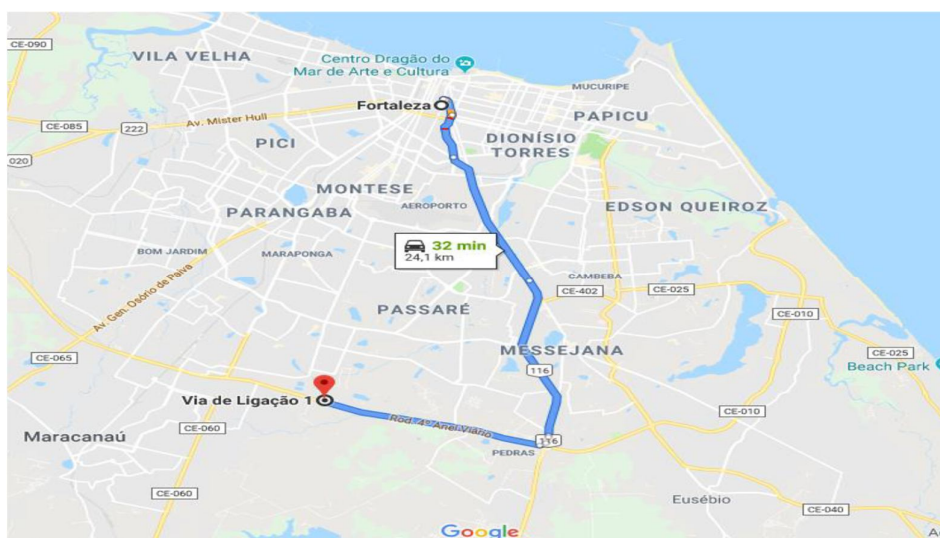 CE-090
VILA VELHA
Centro Dragão do
Mar de Arte e Cultura
MUCURIPE
Fortaleza
PAPICU
CE-085
222
Av. Mister Hull
DIONÍSIO
TORRES
PICI
020
MONTESE
PARANGABA
AEROPORTO
EDSON QUEIROZ
BOM JARDIM
MARAPONGA
32 min
24,1 km
Av. Gen. Osório de Paiva
CAMBEBA
CE-402
CE-025
PASSARÉ
CE-010
MESSEJANA
CE-065
CE-025
116
Beach Park
Via de Ligação 1
Rod. 4º Anel Viário
CE-010
CE-060
Maracanaú
116
PEDRAS
CE-060
Eusébio
CE-040
Google